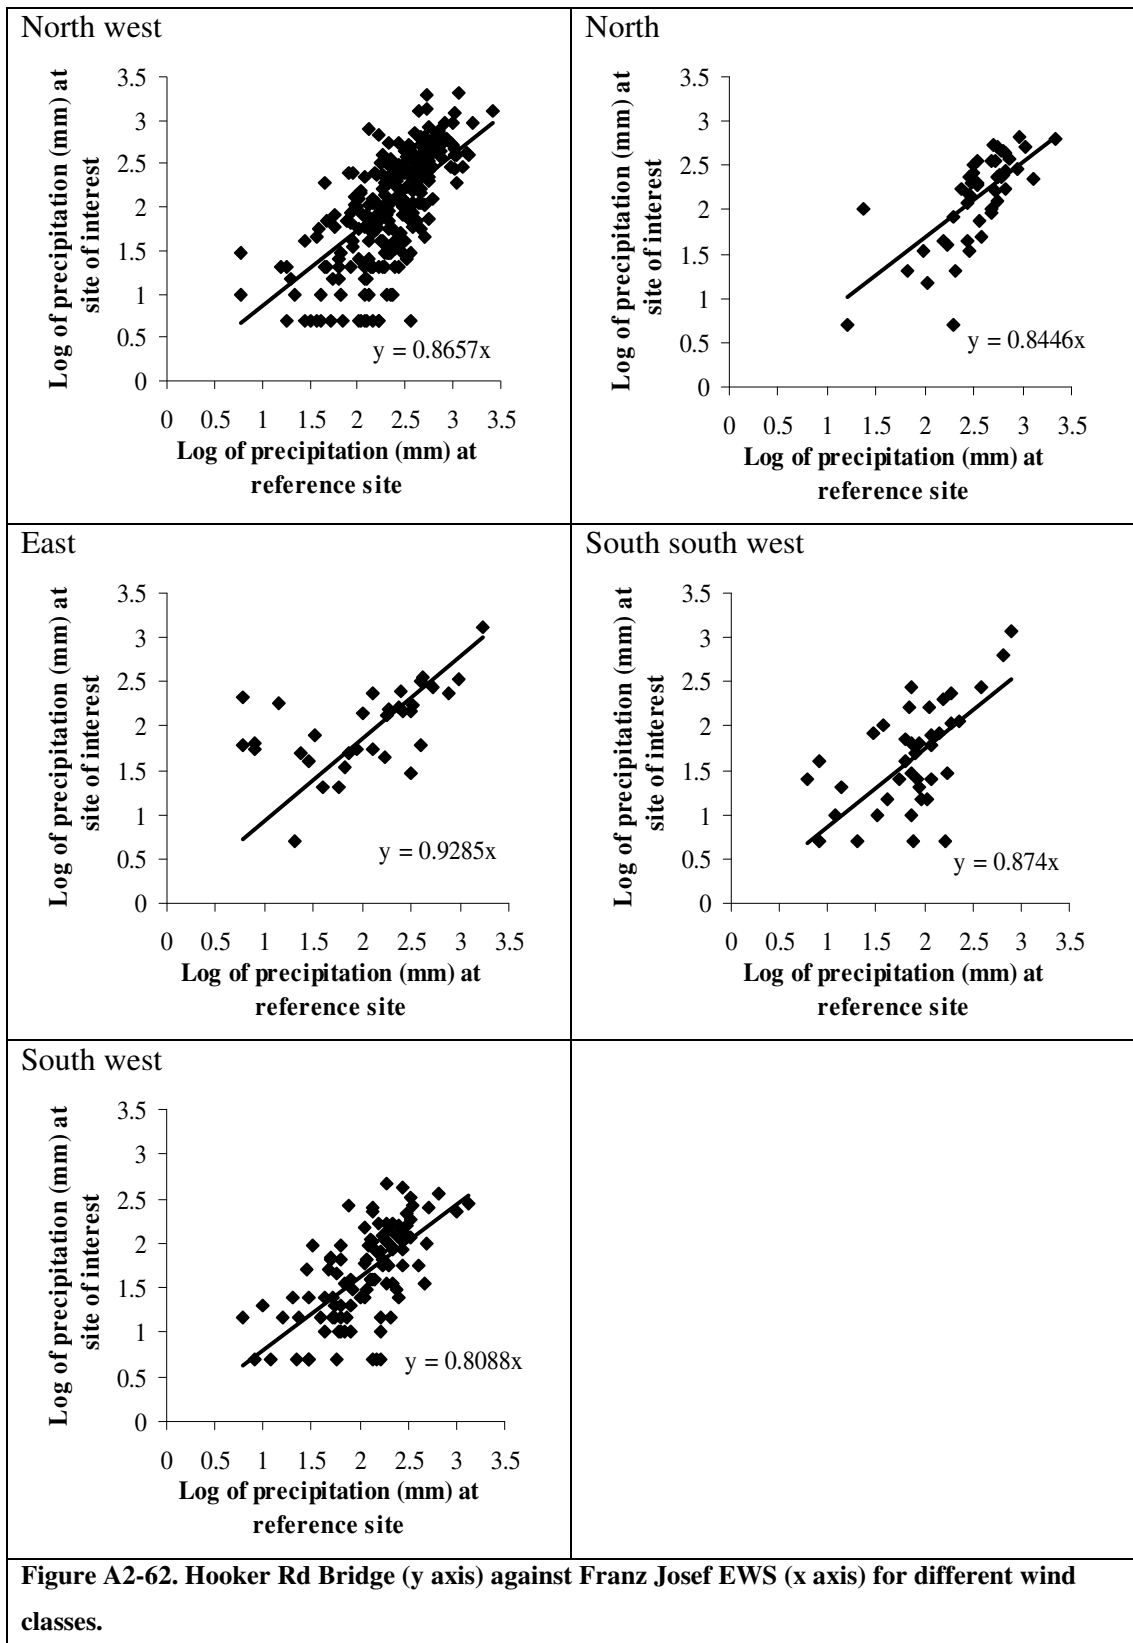 North west
Log of precipitation (mm) at
site of interest
3.5
3
2.5
2
1.5
1
0.5
0
y = 0.8657x
0 0.5 1 1.5 2 2.5 3 3.5
Log of precipitation (mm) at
reference site
North
Log of precipitation (mm) at
site of interest
3.5
3
2.5
2
1.5
1
0.5
0
y = 0.8446x
0 0.5 1 1.5 2 2.5 3 3.5
Log of precipitation (mm) at
reference site
East
Log of precipitation (mm) at
site of interest
3.5
3
2.5
2
1.5
1
0.5
0
y = 0.9285x
0 0.5 1 1.5 2 2.5 3 3.5
Log of precipitation (mm) at
reference site
South south west
Log of precipitation (mm) at
site of interest
3.5
3
2.5
2
1.5
1
0.5
0
y = 0.874x
0 0.5 1 1.5 2 2.5 3 3.5
Log of precipitation (mm) at
reference site
South west
Log of precipitation (mm) at
site of interest
3.5
3
2.5
2
1.5
1
0.5
0
y = 0.8088x
0 0.5 1 1.5 2 2.5 3 3.5
Log of precipitation (mm) at
reference site
Figure A2-62. Hooker Rd Bridge (y axis) against Franz Josef EWS (x axis) for different wind
classes.